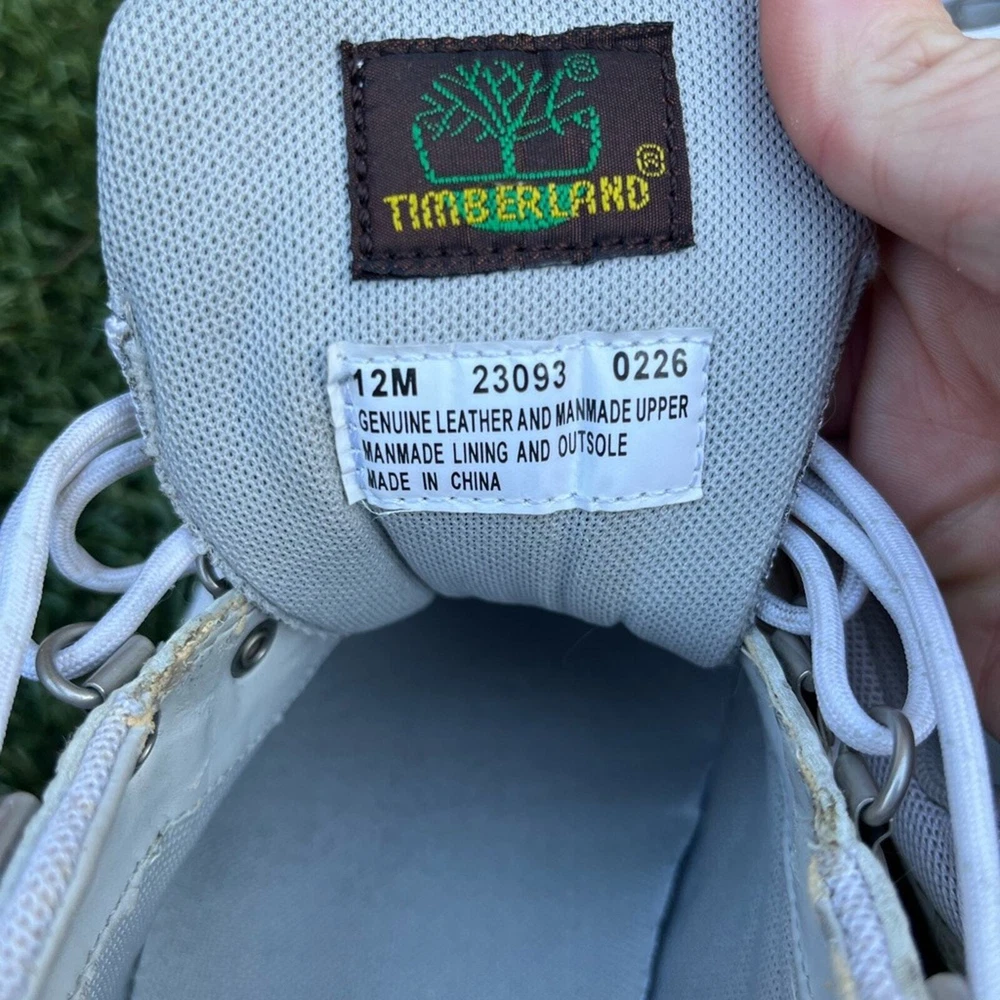 ®
TIMBERLAND®
12M 23093 0226
GENUINE LEATHER AND MANMADE UPPER
MANMADE LINING AND OUTSOLE
MADE IN CHINA